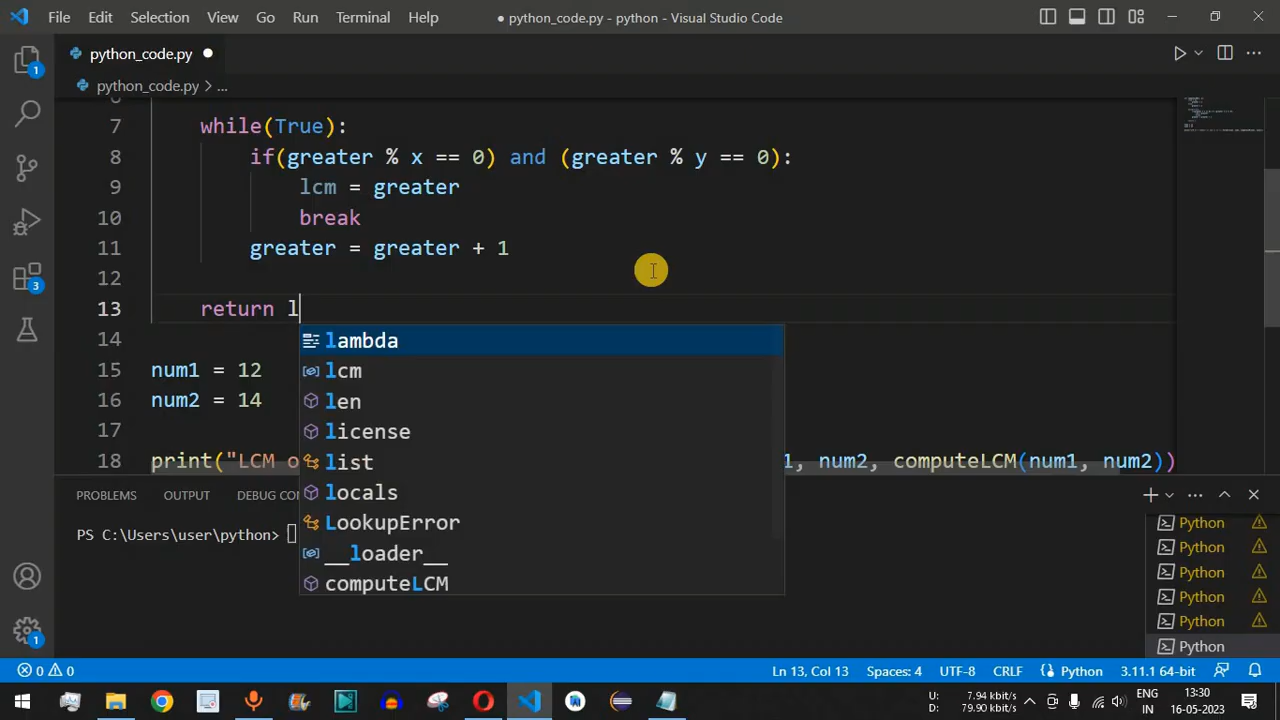 File Edit Selection View Go Run Terminal Help
● python_code.py - python - Visual Studio Code
python_code.py ●
python_code.py > ...
7 while(True):
8 if(greater % x == 0) and (greater % y == 0):
9 lcm = greater
10 break
11 greater = greater + 1
12
13 return l
lambda
14
lcm
15 num1 = 12
len
16 num2 = 14
license
17
list
18 print("LCM o
1, num2, computeLCM(num1, num2))
locals
LookupError
__loader__
computeLCM
PROBLEMS OUTPUT DEBUG CO
PS C:\Users\user\python>
Python
Python
Python
Python
Python
Python
1
3
1
0 0
Ln 13, Col 13 Spaces: 4 UTF-8 CRLF Python 3.11.1 64-bit
U: 7.94 kbit/s
D: 79.90 kbit/s
ENG
IN
13:30
16-05-2023